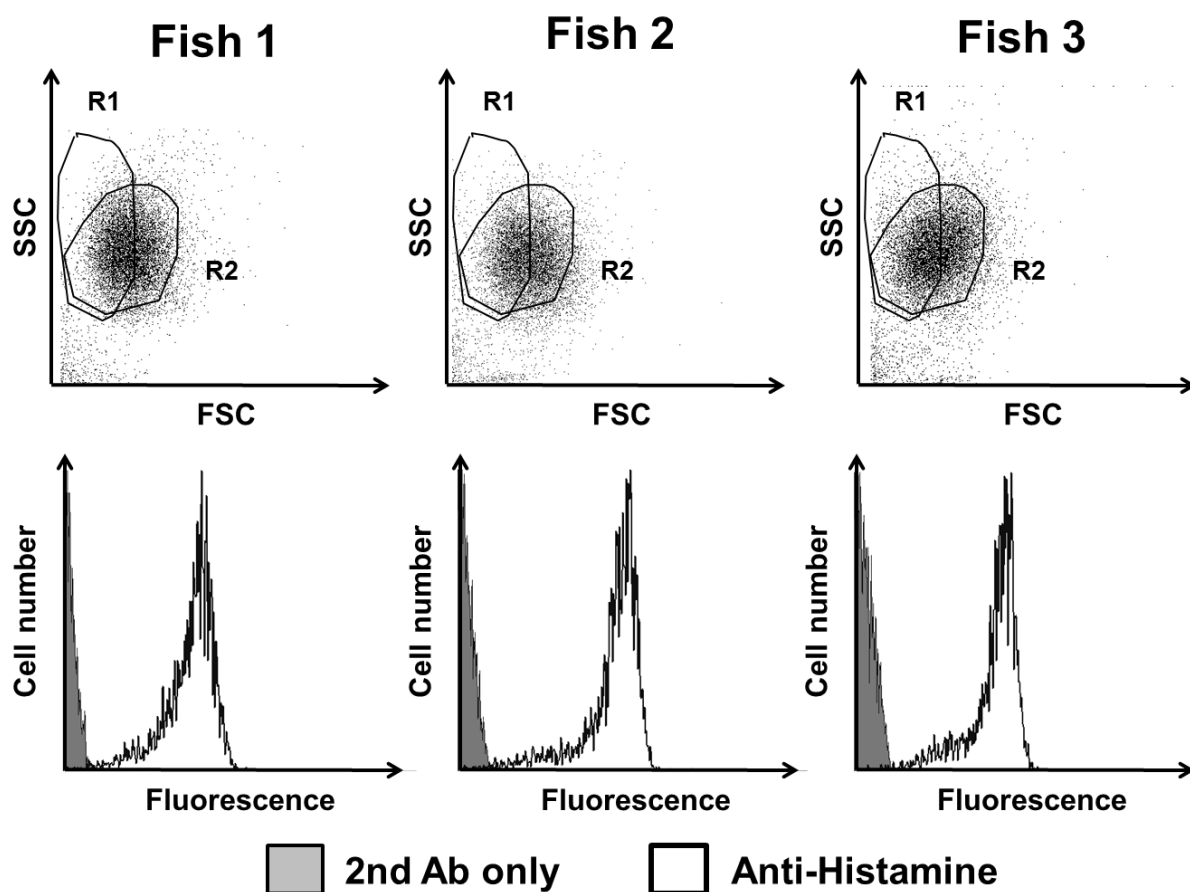 Fish 1
Fish 2
Fish 3
R1
R1
R1
SSC
SSC
SSC
R2
R2
R2
FSC
FSC
FSC
Cell number
Cell number
Cell number
Fluorescence
Fluorescence
Fluorescence
2nd Ab only
Anti-Histamine